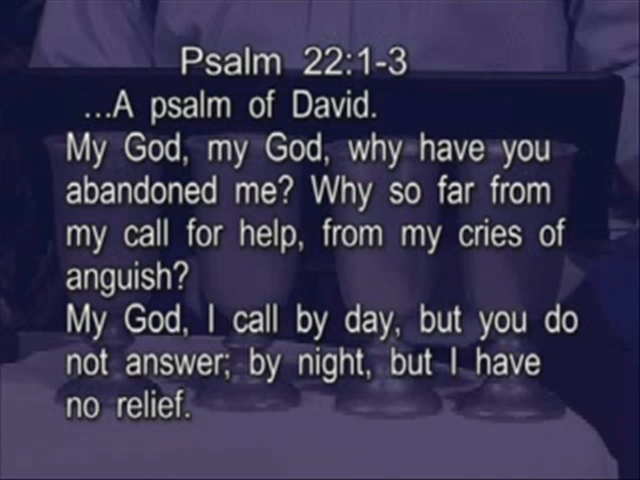 Psalm 22:1-3
...A psalm of David.
My God, my God, why have you
abandoned me? Why so far from
my call for help, from my cries of
anguish?
My God, I call by day, but you do
not answer; by night, but I have
no relief.